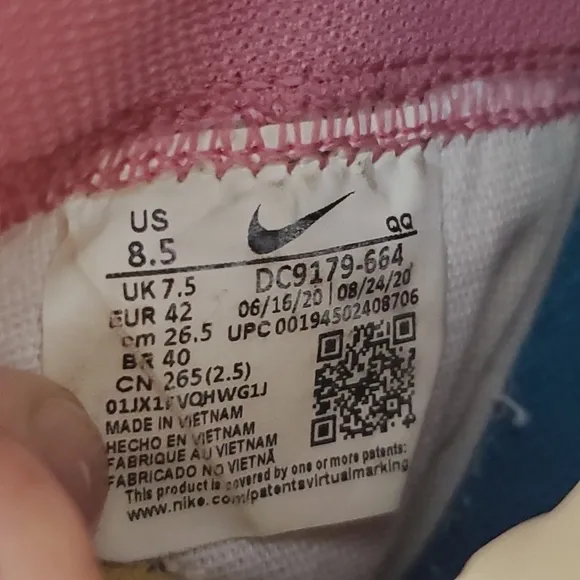 US
8.5
QQ
UK 7.5
DC9179-664
EUR 42
06/16/20 | 08/24/20
cm 26.5
UPC 00194502408706
BR 40
CN 265(2.5)
MADE IN VIETNAM
HECHO EN VIETNAM
FABRIQUE AU VIETNAM
FABRICADO NO VIETNÃ
This product is covered by one or more patents:
www.nike.com/patentsvirtualmarking